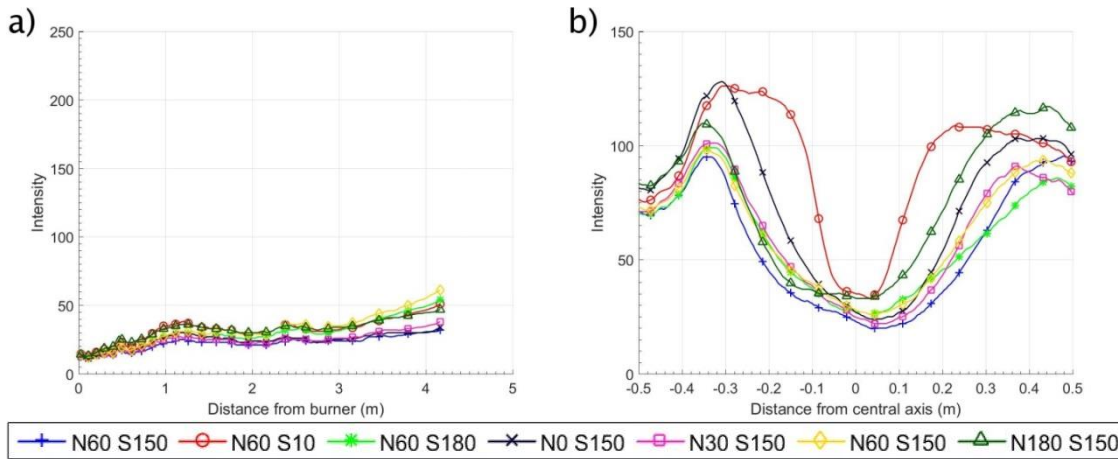 a)
250
200
150
100
50
0
Intensity
0 1 2 3 4 5
Distance from burner (m)
b)
150
100
50
0
Intensity
-0.5 -0.4 -0.3 -0.2 -0.1 0 0.1 0.2 0.3 0.4 0.5
Distance from central axis (m)
N60 S150 N60 S10 N60 S180 N0 S150 N30 S150 N60 S150 N180 S150